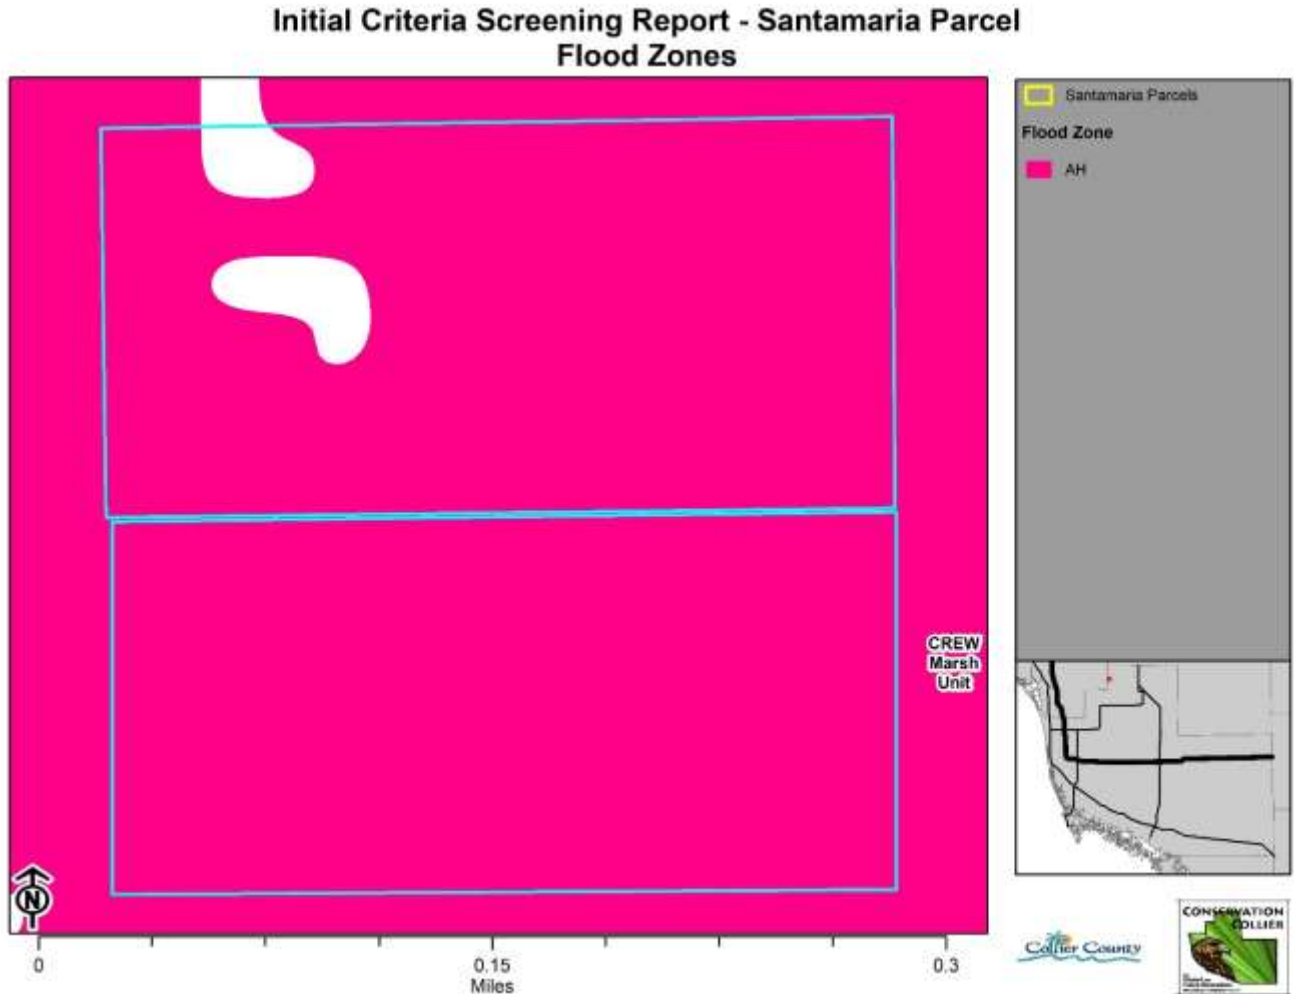 Initial Criteria Screening Report - Santamaria Parcel
Flood Zones
Santamaria Parcels
Flood Zone
AH
CREW
Marsh
Unit
N
0
0.15
0.3
Miles
Collier County
CONSERVATION
COLLIER